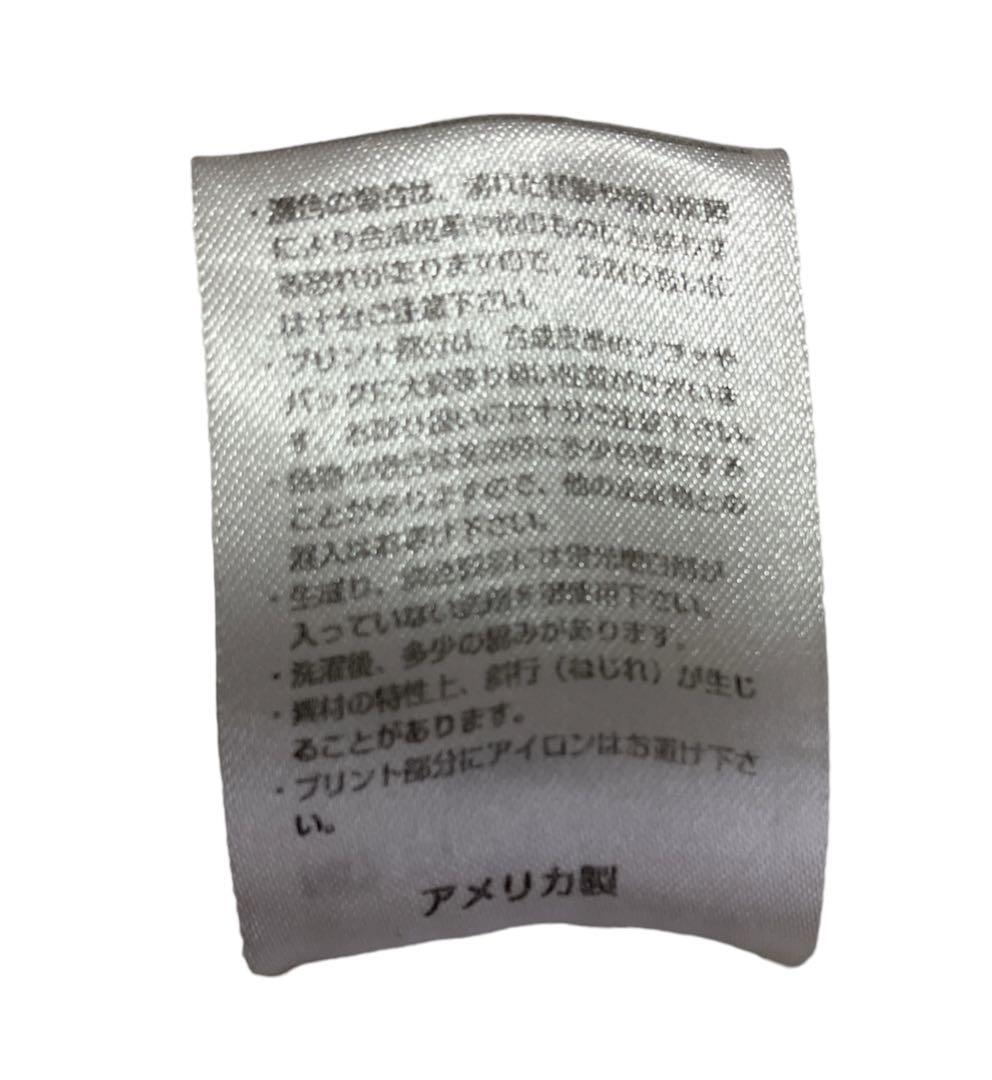 ・濃色の場合は、濡れた状態や強い摩擦
により合成皮革や他のものに色移りす
る恐れがありますので、お取り扱いに
は十分ご注意下さい。
・プリント部分は、合成皮革のソファや
バッグに大変移り易い性質がございま
す。お取り扱いには十分ご注意下さい。
・色物の場合は洗濯時に多少色落ちする
ことがありますので、他の洗濯物との
混入はお避け下さい。
・生成り、淡色製品には蛍光増白剤が
入っていない洗剤を御使用下さい。
・洗濯後、多少の縮みがあります。
・素材の特性上、斜行（ねじれ）が生じ
ることがあります。
・プリント部分にアイロンはお避け下さ
い。
アメリカ製